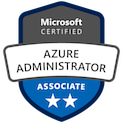 Microsoft
CERTIFIED
AZURE
ADMINISTRATOR
ASSOCIATE